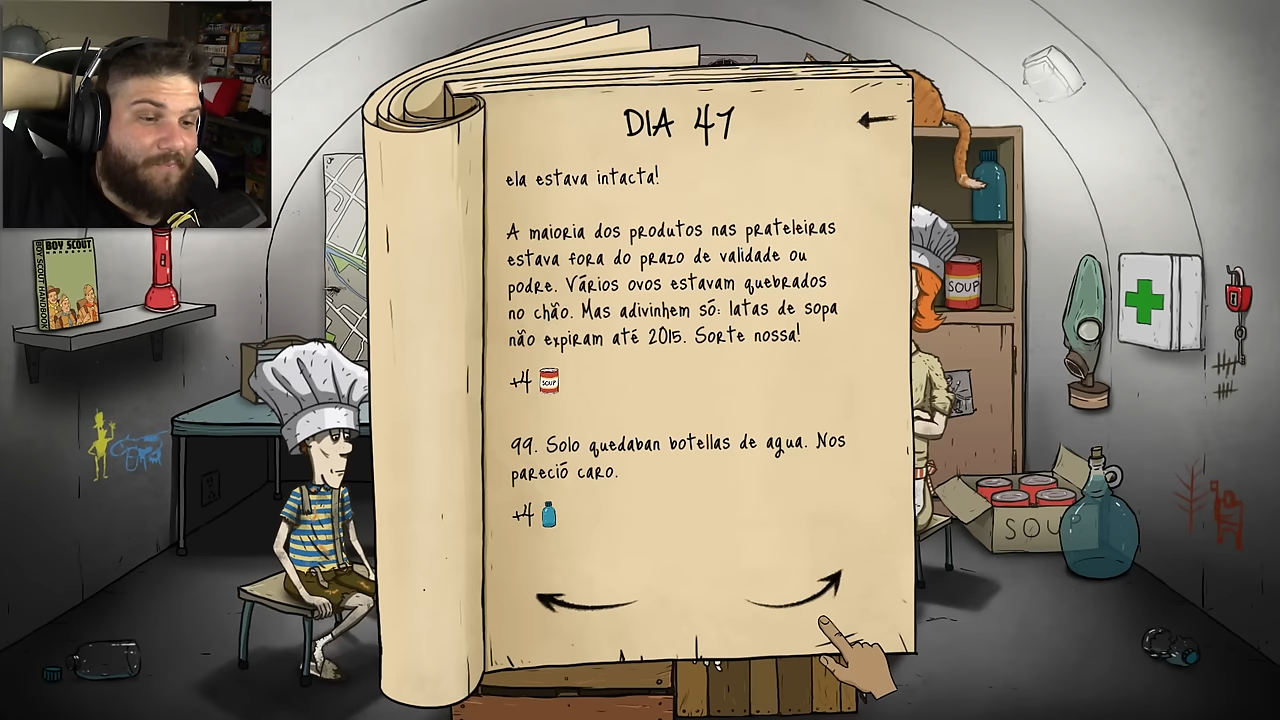 DIA 47
ela estava intacta!
A maioria dos produtos nas prateleiras
estava fora do prazo de validade ou
podre. Vários ovos estavam quebrados
no chão. Mas adivinhem só: latas de sopa
não expiram até 2015. Sorte nossa!
+4 SOUP
99. Solo quedaban botellas de agua. Nos
pareció caro.
+4
BOY SCOUT
BOY SCOUT HANDBOOK
SOUP
SOUP